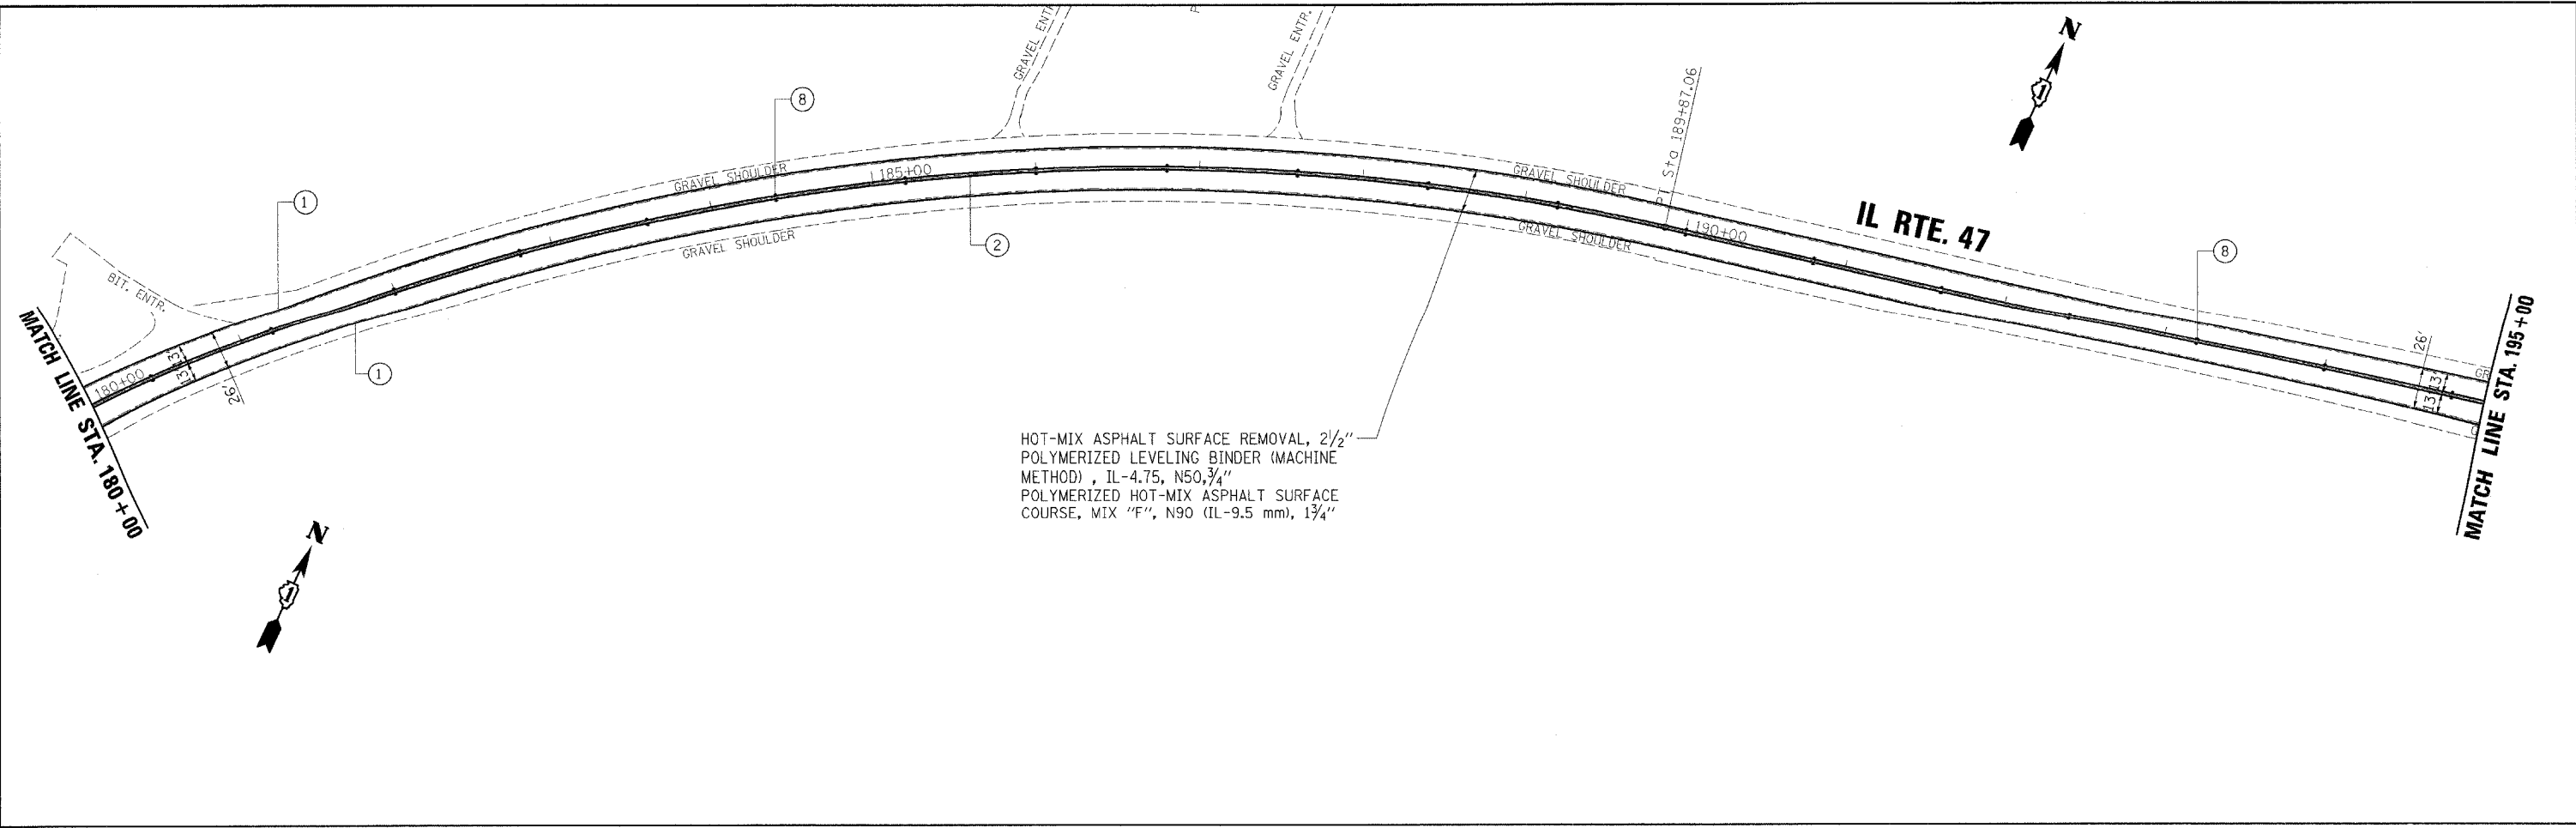 GRAVEL ENTR.
GRAVEL ENTR.
N
1
8
PT Sta 189+87.06
GRAVEL SHOULDER
185+00
GRAVEL SHOULDER
IL RTE. 47
1
2
190+00
8
GRAVEL SHOULDER
GRAVEL SHOULDER
BIT. ENTR.
MATCH LINE STA. 180+00
180+00
13'
13'
26'
1
26'
13'
13'
MATCH LINE STA. 195+00
HOT-MIX ASPHALT SURFACE REMOVAL, 2½"
POLYMERIZED LEVELING BINDER (MACHINE
METHOD) , IL-4.75, N50,¾"
POLYMERIZED HOT-MIX ASPHALT SURFACE
COURSE, MIX "F", N90 (IL-9.5 mm), 1¾"
N
1